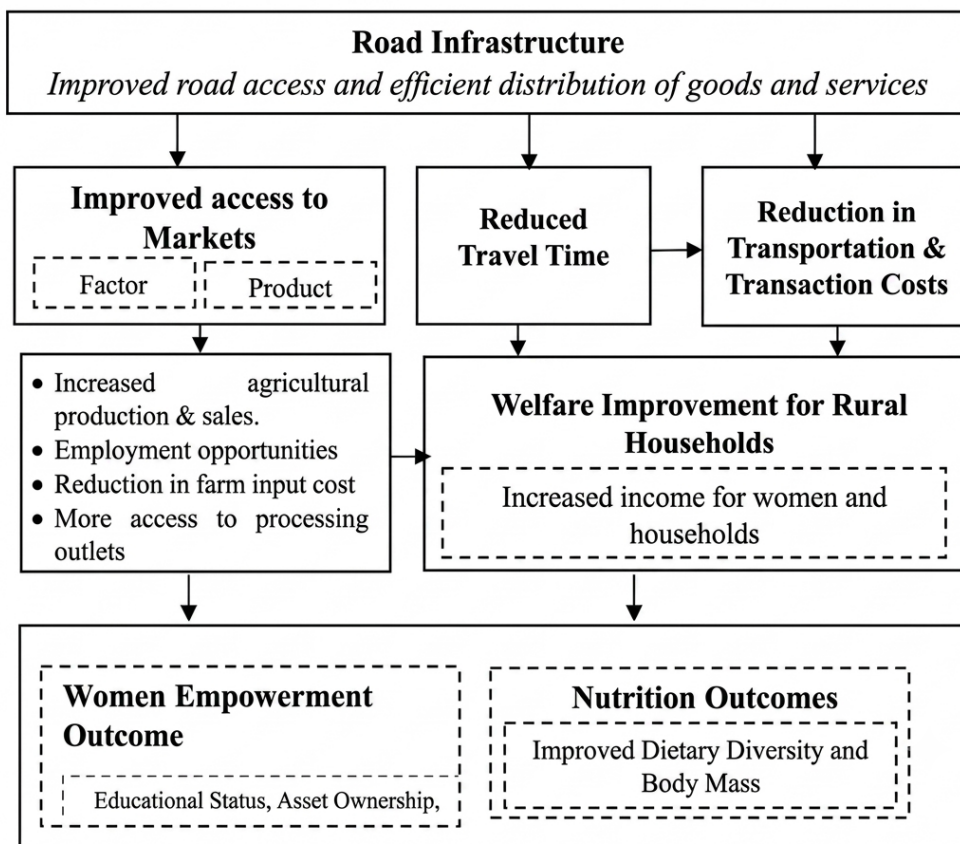 Road Infrastructure
Improved road access and efficient distribution of goods and services
Improved access to
Markets
Factor
Product
Reduced
Travel Time
Reduction in
Transportation &
Transaction Costs
• Increased agricultural
production & sales.
• Employment opportunities
• Reduction in farm input cost
• More access to processing
outlets
Welfare Improvement for Rural
Households
Increased income for women and
households
Women Empowerment
Outcome
Educational Status, Asset Ownership,
Nutrition Outcomes
Improved Dietary Diversity and
Body Mass